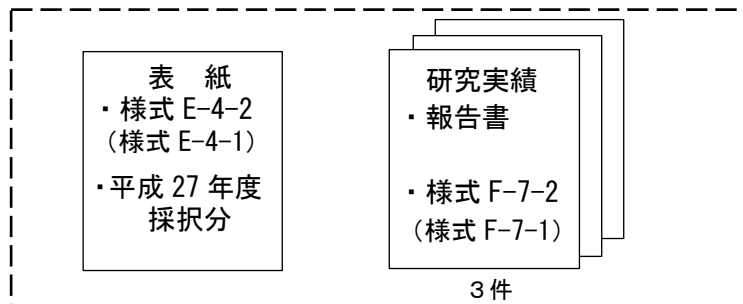 表　紙
・様式 E-4-2
（様式 E-4-1）
・平成 27 年度
採択分
研究実績
・報告書
・様式 F-7-2
（様式 F-7-1）
３件